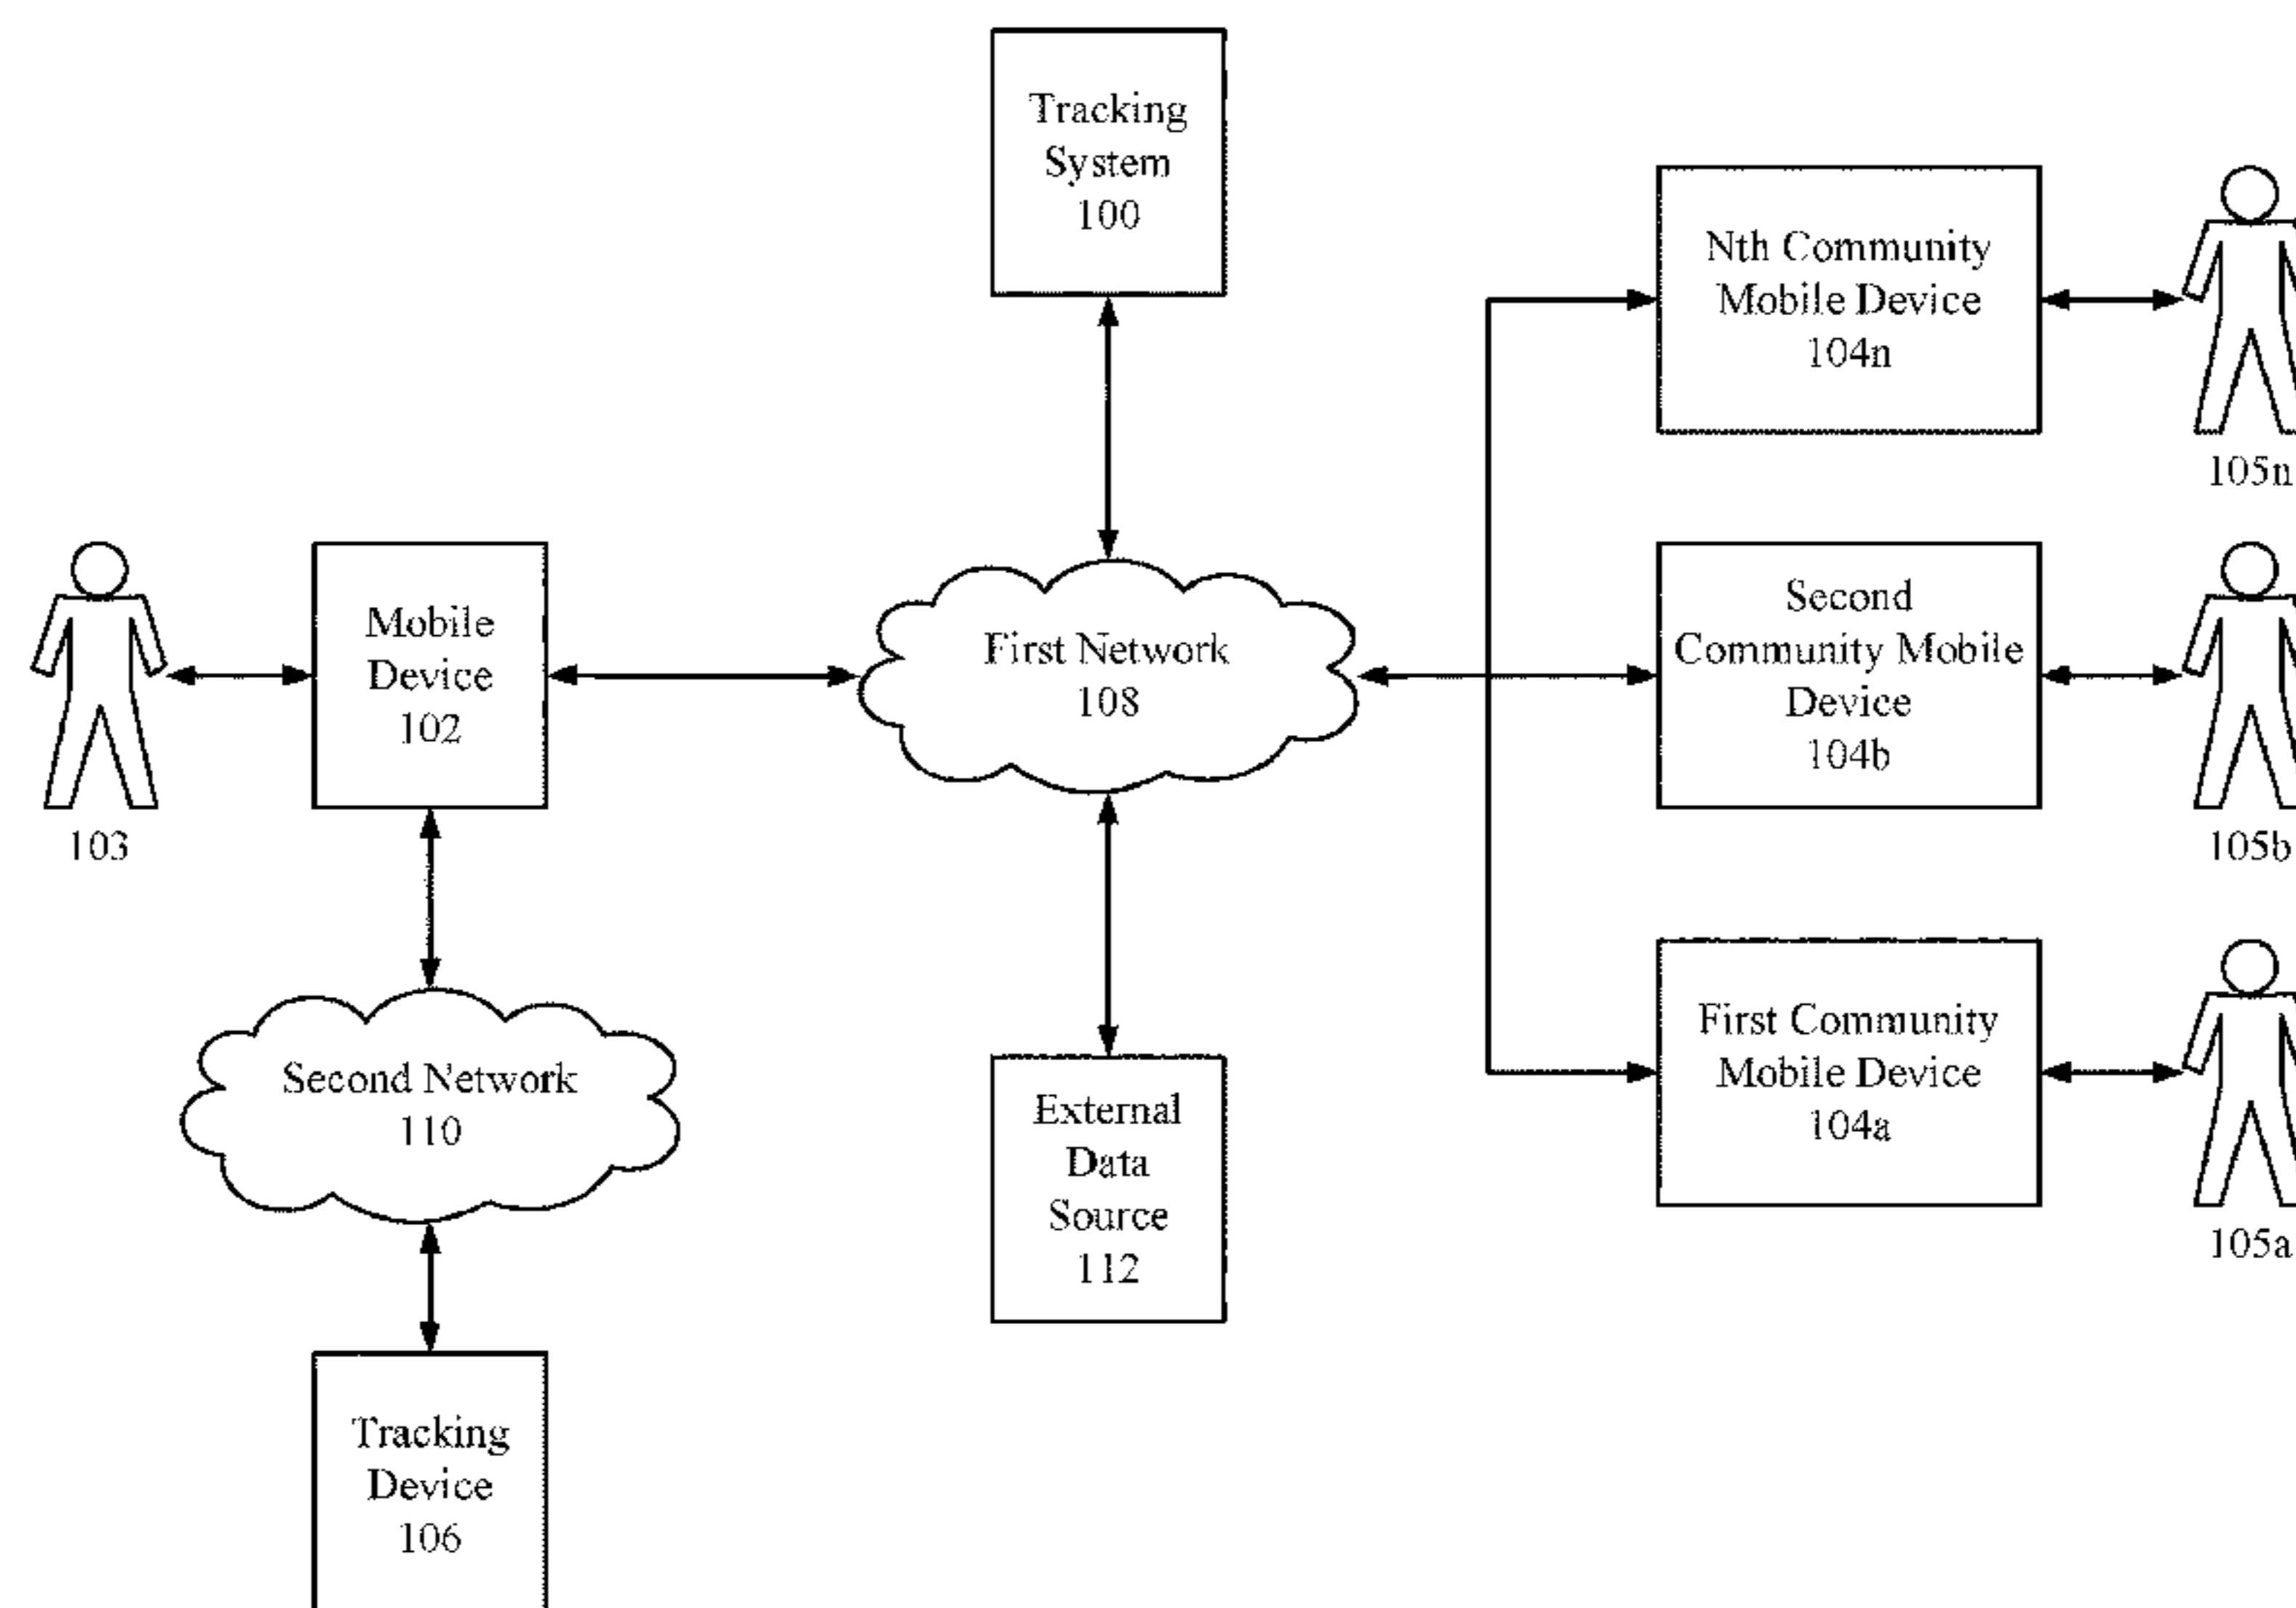 Tracking
System
100
Nth Community
Mobile Device
104n
105n
Mobile
Device
102
103
First Network
108
Second
Community Mobile
Device
104b
105b
Second Network
110
External
Data
Source
112
First Community
Mobile Device
104a
105a
Tracking
Device
106